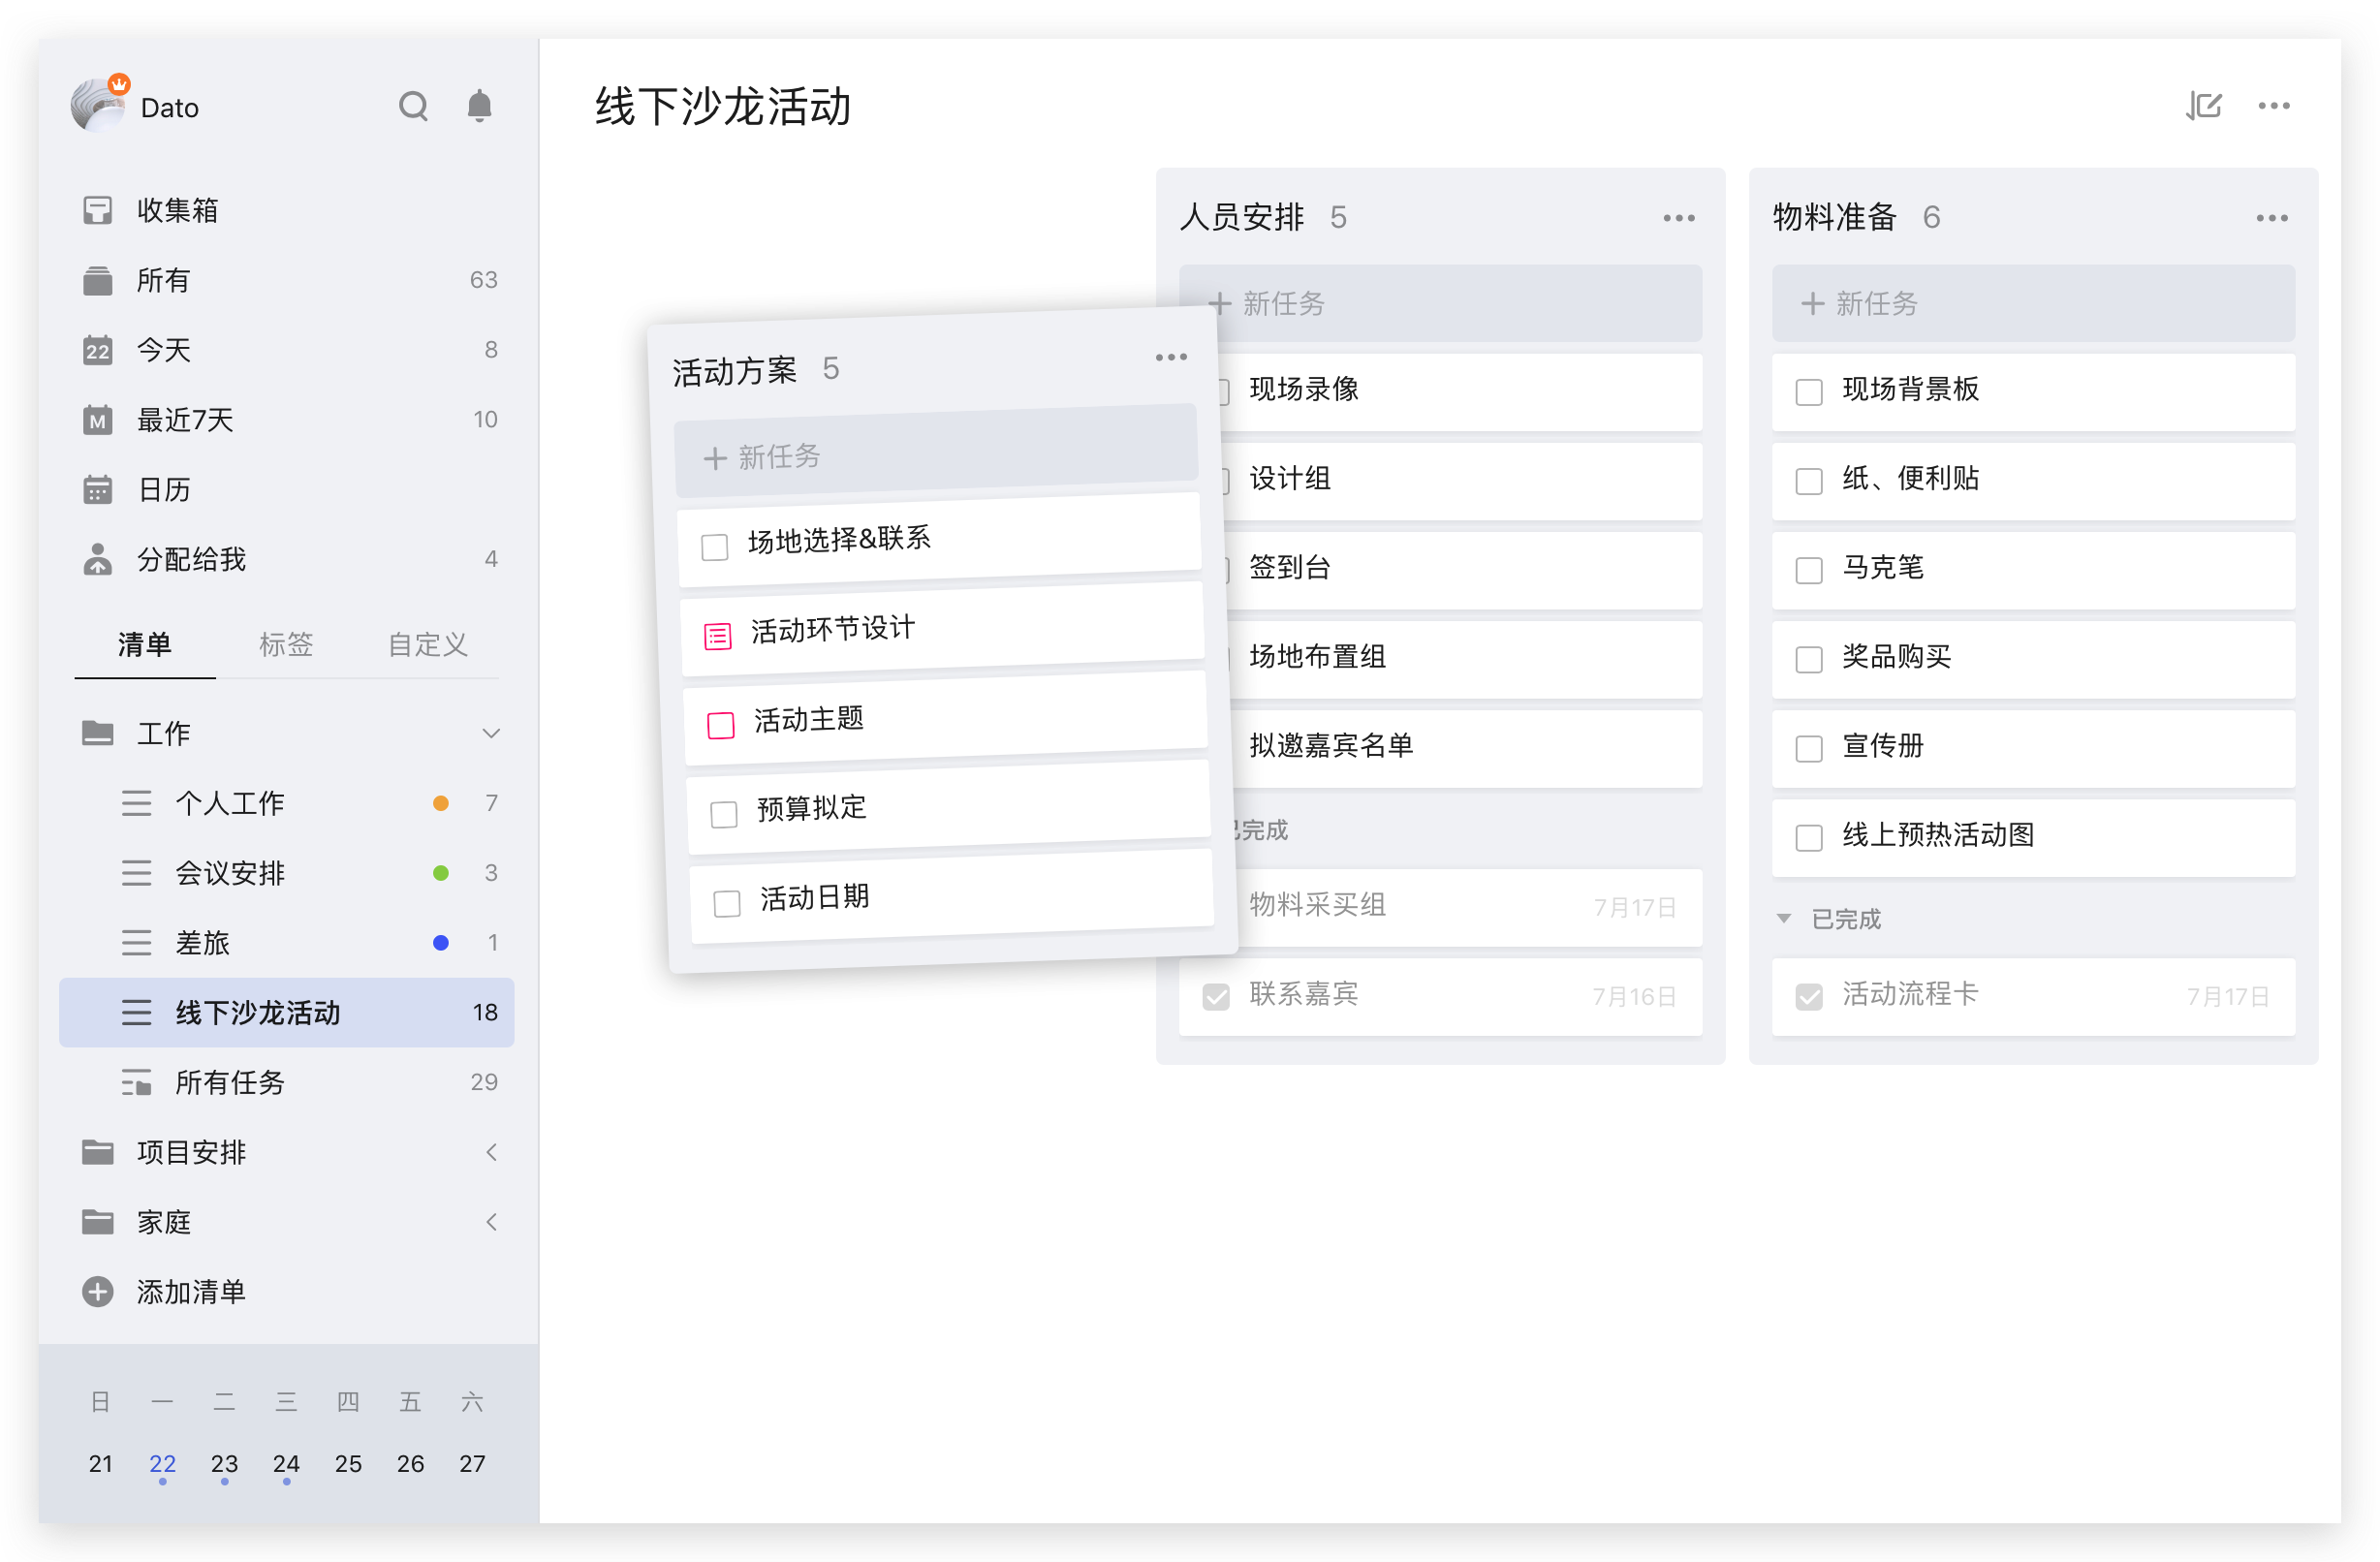 Dato
收集箱
所有 63
22 今天 8
M 最近7天 10
日历
分配给我 4
清单 标签 自定义
工作
个人工作 7
会议安排 3
差旅 1
线下沙龙活动 18
所有任务 29
项目安排
家庭
添加清单
日 一 二 三 四 五 六
21 22 23 24 25 26 27
线下沙龙活动
活动方案 5
新任务
场地选择&联系
活动环节设计
活动主题
预算拟定
活动日期
人员安排 5
新任务
现场录像
设计组
签到台
场地布置组
拟邀嘉宾名单
已完成
物料采买组 7月17日
联系嘉宾 7月16日
物料准备 6
新任务
现场背景板
纸、便利贴
马克笔
奖品购买
宣传册
线上预热活动图
已完成
活动流程卡 7月17日